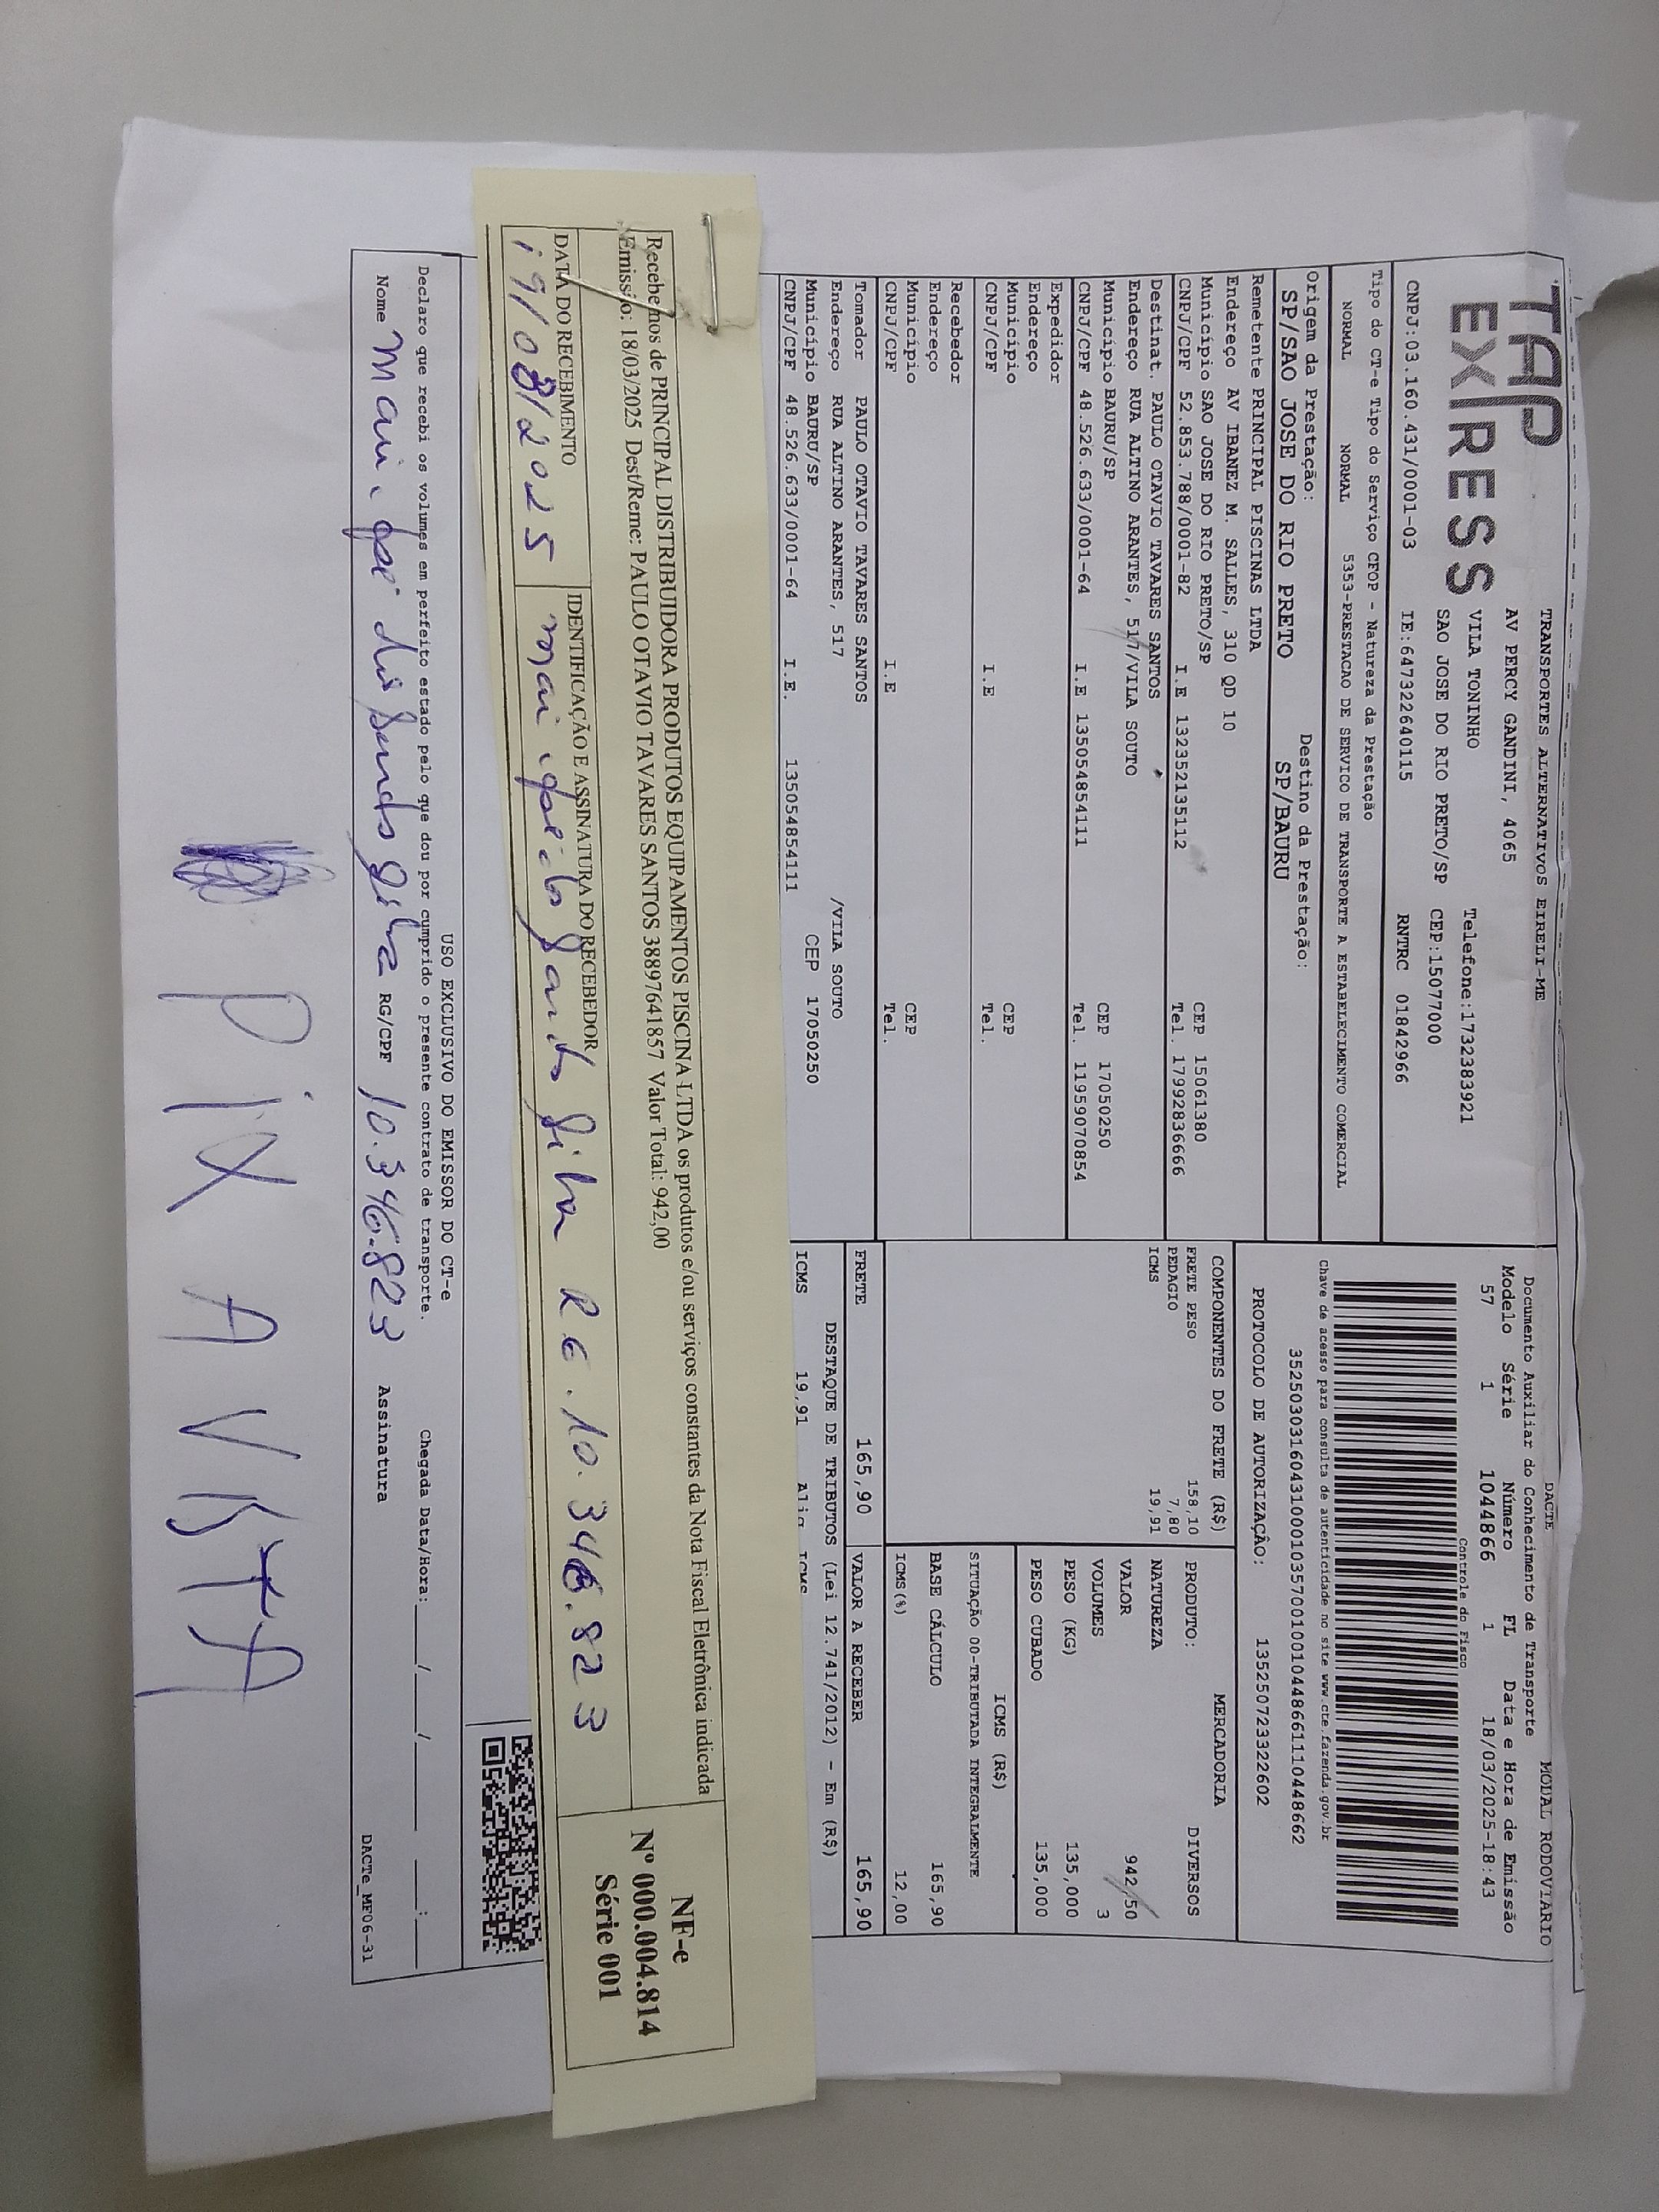 TAP
EXPRESS
TRANSPORTES ALTERNATIVOS EIRELI-ME
AV PERCY GANDINI, 4065
VILA TONINHO Telefone:1732383921
SAO JOSE DO RIO PRETO/SP CEP:15077000
CNPJ:03.160.431/0001-03 IE:647322640115 RNTRC 01842966
Tipo do CT-e Tipo do Serviço CFOP - Natureza da Prestação
NORMAL NORMAL 5353-PRESTACAO DE SERVICO DE TRANSPORTE A ESTABELECIMENTO COMERCIAL
Origem da Prestação: Destino da Prestação:
SP/SAO JOSE DO RIO PRETO SP/BAURU
Remetente PRINCIPAL PISCINAS LTDA
Endereço AV IBANEZ M. SALLES, 310 QD 10
Município SAO JOSE DO RIO PRETO/SP CEP 15061380
CNPJ/CPF 52.853.788/0001-82 I.E 132352135112 Tel. 17992836666
Destinat. PAULO OTAVIO TAVARES SANTOS
Endereço RUA ALTINO ARANTES, 517/VILA SOUTO
Município BAURU/SP CEP 17050250
CNPJ/CPF 48.526.633/0001-64 I.E 135054854111 Tel. 11959070854
Expedidor
Endereço
Município CEP
CNPJ/CPF I.E Tel.
Recebedor
Endereço
Município CEP
CNPJ/CPF I.E Tel.
Tomador PAULO OTAVIO TAVARES SANTOS
Endereço RUA ALTINO ARANTES, 517 /VILA SOUTO
Município BAURU/SP CEP 17050250
CNPJ/CPF 48.526.633/0001-64 I.E. 135054854111
DACTE MODAL RODOVIÁRIO
Documento Auxiliar do Conhecimento de Transporte
Modelo Série Número FL Data e Hora de Emissão
57 1 1044866 1 18/03/2025-18:43
Controle do Fisco
Chave de acesso para consulta de autenticidade no site www.cte.fazenda.gov.br
35250303160431000103570010010448661111048662
PROTOCOLO DE AUTORIZAÇÃO: 135250723322602
COMPONENTES DO FRETE (R$)
FRETE PESO 158,10
PEDAGIO 7,80
ICMS 19,91
MERCADORIA
PRODUTO: DIVERSOS
NATUREZA
VALOR 942,50
VOLUMES 3
PESO (KG) 135,000
PESO CUBADO 135,000
ICMS (R$)
SITUAÇÃO 00-TRIBUTADA INTEGRALMENTE
BASE CÁLCULO 165,90
ICMS(%) 12,00
FRETE 165,90 VALOR A RECEBER 165,90
DESTAQUE DE TRIBUTOS (Lei 12.741/2012) - Em (R$)
ICMS 19,91 Aliq ICMS
Recebemos de PRINCIPAL DISTRIBUIDORA PRODUTOS EQUIPAMENTOS PISCINA LTDA os produtos e/ou serviços constantes da Nota Fiscal Eletrônica indicada
Emissão: 18/03/2025 Dest/Reme: PAULO OTAVIO TAVARES SANTOS 38897641857 Valor Total: 942,00
DATA DO RECEBIMENTO IDENTIFICAÇÃO E ASSINATURA DO RECEBEDOR
19/03/2025 Silva RG.10.346.823
NF-e
Nº 000.004.814
Série 001
USO EXCLUSIVO DO EMISSOR DO CT-e
Declaro que recebi os volumes em perfeito estado pelo que dou por cumprido o presente contrato de transporte. Chegada Data/Hora:____/____/______ ___:___
Nome José dos Santos Silva RG/CPF 10.346.823 Assinatura
DACTe_MF06-31
PIX A VISTA